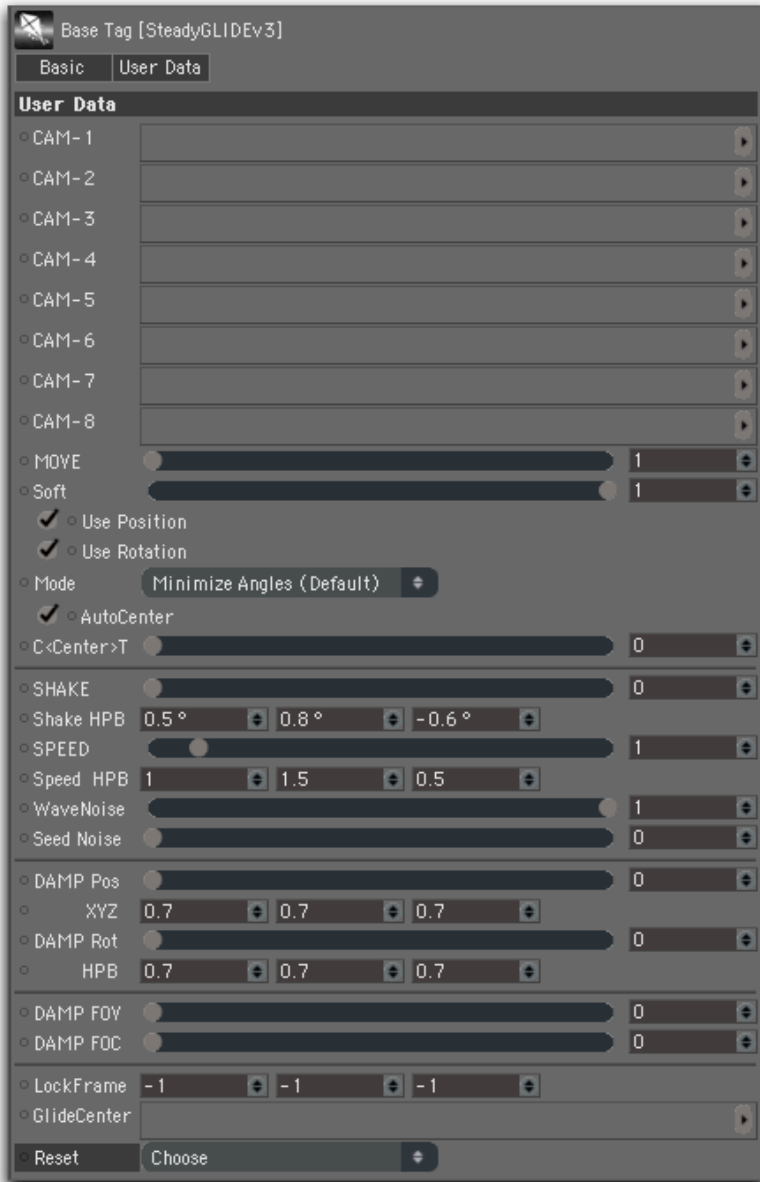 Base Tag [SteadyGLIDEv3]
Basic User Data
User Data
CAM-1
CAM-2
CAM-3
CAM-4
CAM-5
CAM-6
CAM-7
CAM-8
MOVE 1
Soft 1
Use Position
Use Rotation
Mode Minimize Angles (Default)
AutoCenter
C<Center>T 0
SHAKE 0
Shake HPB 0.5° 0.8° -0.6°
SPEED 1
Speed HPB 1 1.5 0.5
WaveNoise 1
Seed Noise 0
DAMP Pos 0
XYZ 0.7 0.7 0.7
DAMP Rot 0
HPB 0.7 0.7 0.7
DAMP FOV 0
DAMP FOC 0
LockFrame -1 -1 -1
GlideCenter
Reset Choose